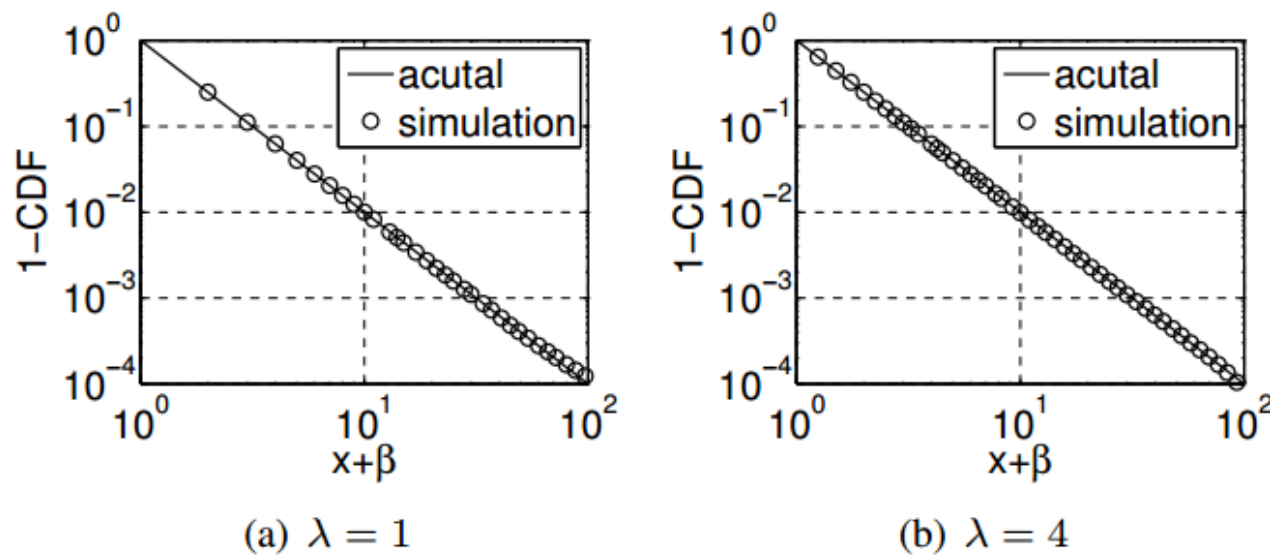 10^0
10^-1
10^-2
10^-3
10^-4
1-CDF
acutal
simulation
10^0 10^1 10^2
x+β
(a) λ = 1
10^0
10^-1
10^-2
10^-3
10^-4
1-CDF
acutal
simulation
10^0 10^1 10^2
x+β
(b) λ = 4